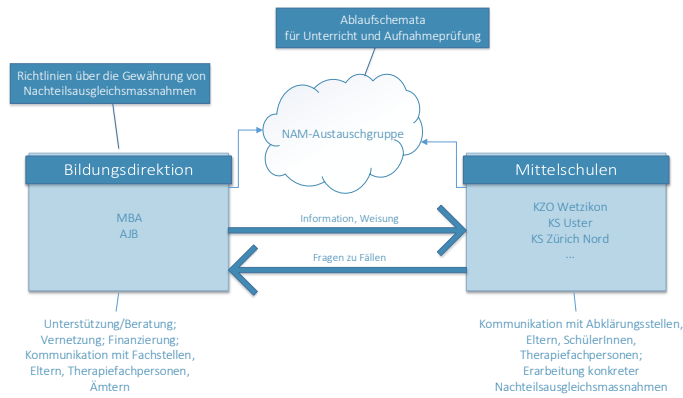 Ablaufschemata
für Unterricht und Aufnahmeprüfung
Richtlinien über die Gewährung von
Nachteilsausgleichsmassnahmen
NAM-Austauschgruppe
Bildungsdirektion
MBA
AJB
Mittelschulen
KZO Wetzikon
KS Uster
KS Zürich Nord
...
Information, Weisung
Fragen zu Fällen
Unterstützung/Beratung;
Vernetzung; Finanzierung;
Kommunikation mit Fachstellen,
Eltern, Therapiefachpersonen,
Ämtern
Kommunikation mit Abklärungsstellen,
Eltern, SchülerInnen,
Therapiefachpersonen;
Erarbeitung konkreter
Nachteilsausgleichsmassnahmen